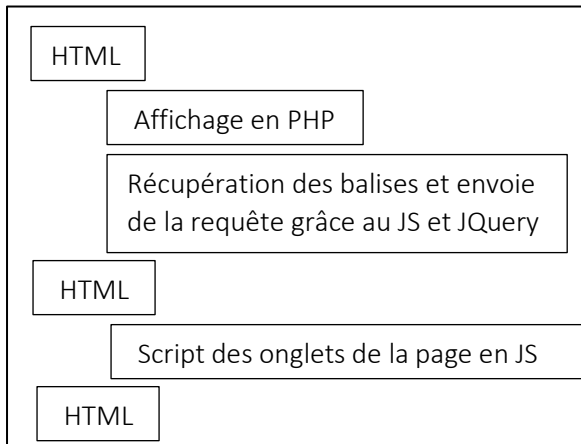 HTML
Affichage en PHP
Récupération des balises et envoie
de la requête grâce au JS et JQuery
HTML
Script des onglets de la page en JS
HTML